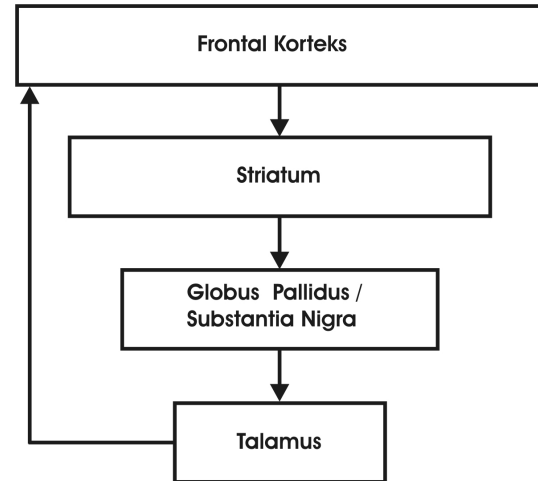 Frontal Korteks
Striatum
Globus Pallidus /
Substantia Nigra
Talamus